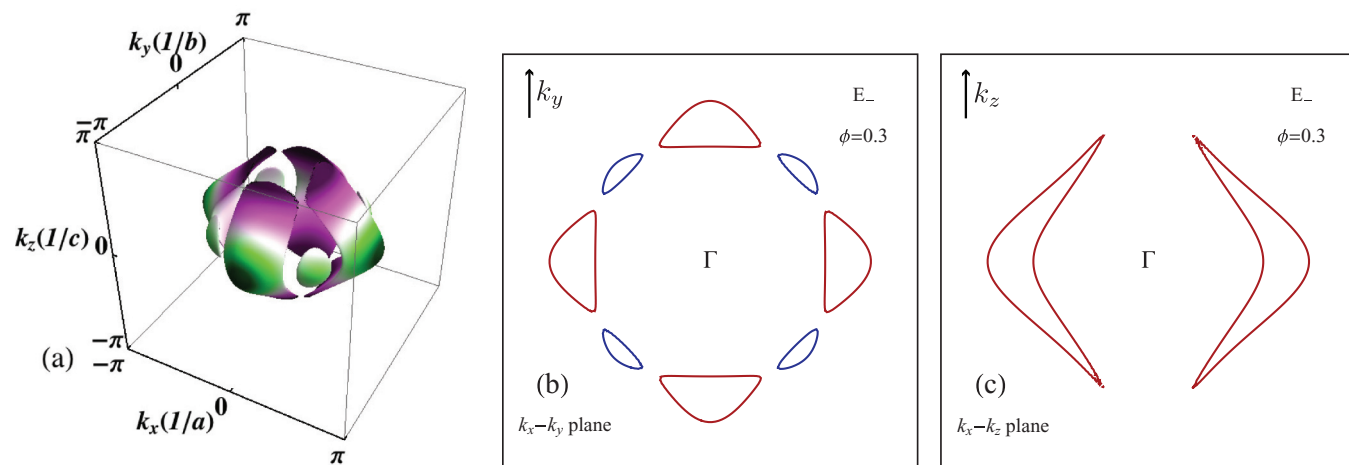 π
k_y(1/b)
0
π
−π
k_z(1/c)
0
−π
−π
(a)
k_x(1/a)
0
π
k_y
E_−
ϕ=0.3
Γ
(b)
k_x−k_y plane
k_z
E_−
ϕ=0.3
Γ
(c)
k_x−k_z plane